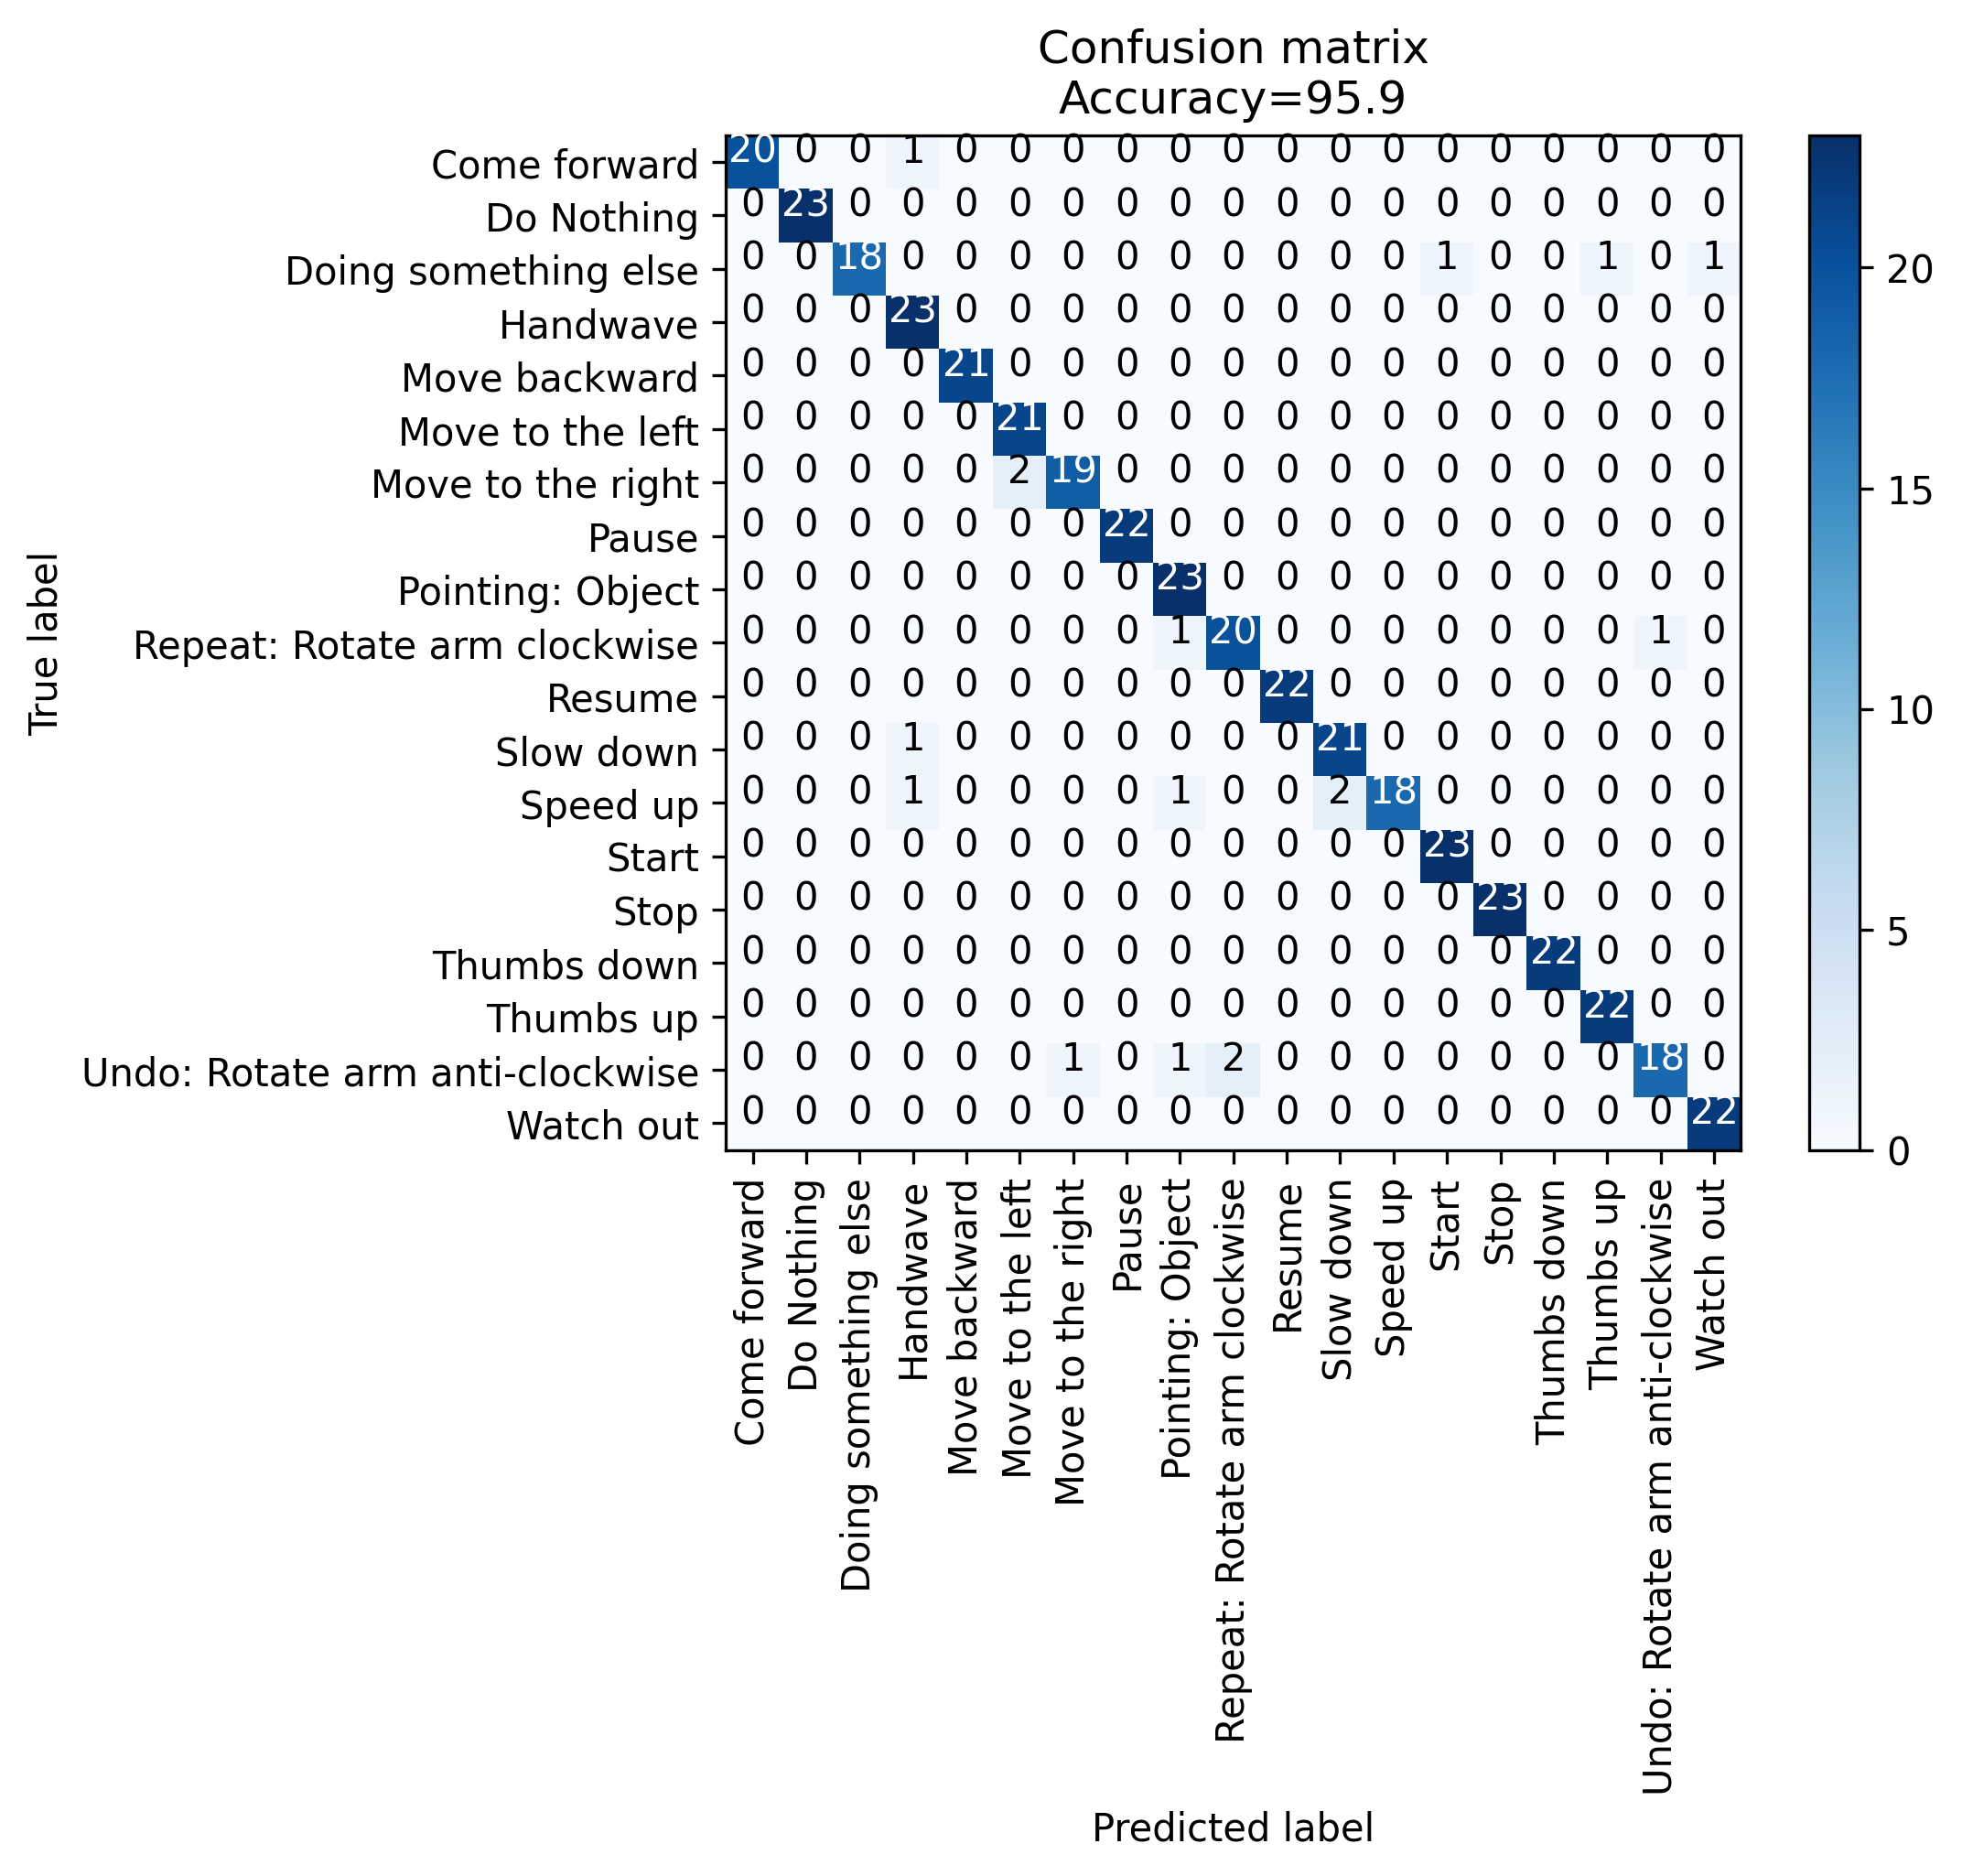 Confusion matrix
Accuracy=95.9
True label
Come forward 20 0 0 1 0 0 0 0 0 0 0 0 0 0 0 0 0 0 0
Do Nothing 0 23 0 0 0 0 0 0 0 0 0 0 0 0 0 0 0 0 0
Doing something else 0 0 18 0 0 0 0 0 0 0 0 0 0 1 0 0 1 0 1
Handwave 0 0 0 23 0 0 0 0 0 0 0 0 0 0 0 0 0 0 0
Move backward 0 0 0 0 21 0 0 0 0 0 0 0 0 0 0 0 0 0 0
Move to the left 0 0 0 0 0 21 0 0 0 0 0 0 0 0 0 0 0 0 0
Move to the right 0 0 0 0 0 2 19 0 0 0 0 0 0 0 0 0 0 0 0
Pause 0 0 0 0 0 0 0 22 0 0 0 0 0 0 0 0 0 0 0
Pointing: Object 0 0 0 0 0 0 0 0 23 0 0 0 0 0 0 0 0 0 0
Repeat: Rotate arm clockwise 0 0 0 0 0 0 0 0 1 20 0 0 0 0 0 0 0 1 0
Resume 0 0 0 0 0 0 0 0 0 0 22 0 0 0 0 0 0 0 0
Slow down 0 0 0 1 0 0 0 0 0 0 0 21 0 0 0 0 0 0 0
Speed up 0 0 0 1 0 0 0 0 1 0 0 2 18 0 0 0 0 0 0
Start 0 0 0 0 0 0 0 0 0 0 0 0 0 23 0 0 0 0 0
Stop 0 0 0 0 0 0 0 0 0 0 0 0 0 0 23 0 0 0 0
Thumbs down 0 0 0 0 0 0 0 0 0 0 0 0 0 0 0 22 0 0 0
Thumbs up 0 0 0 0 0 0 0 0 0 0 0 0 0 0 0 0 22 0 0
Undo: Rotate arm anti-clockwise 0 0 0 0 0 0 1 0 1 2 0 0 0 0 0 0 0 18 0
Watch out 0 0 0 0 0 0 0 0 0 0 0 0 0 0 0 0 0 0 22
20
15
10
5
0
Come forward
Do Nothing
Doing something else
Handwave
Move backward
Move to the left
Move to the right
Pause
Pointing: Object
Repeat: Rotate arm clockwise
Resume
Slow down
Speed up
Start
Stop
Thumbs down
Thumbs up
Undo: Rotate arm anti-clockwise
Watch out
Predicted label